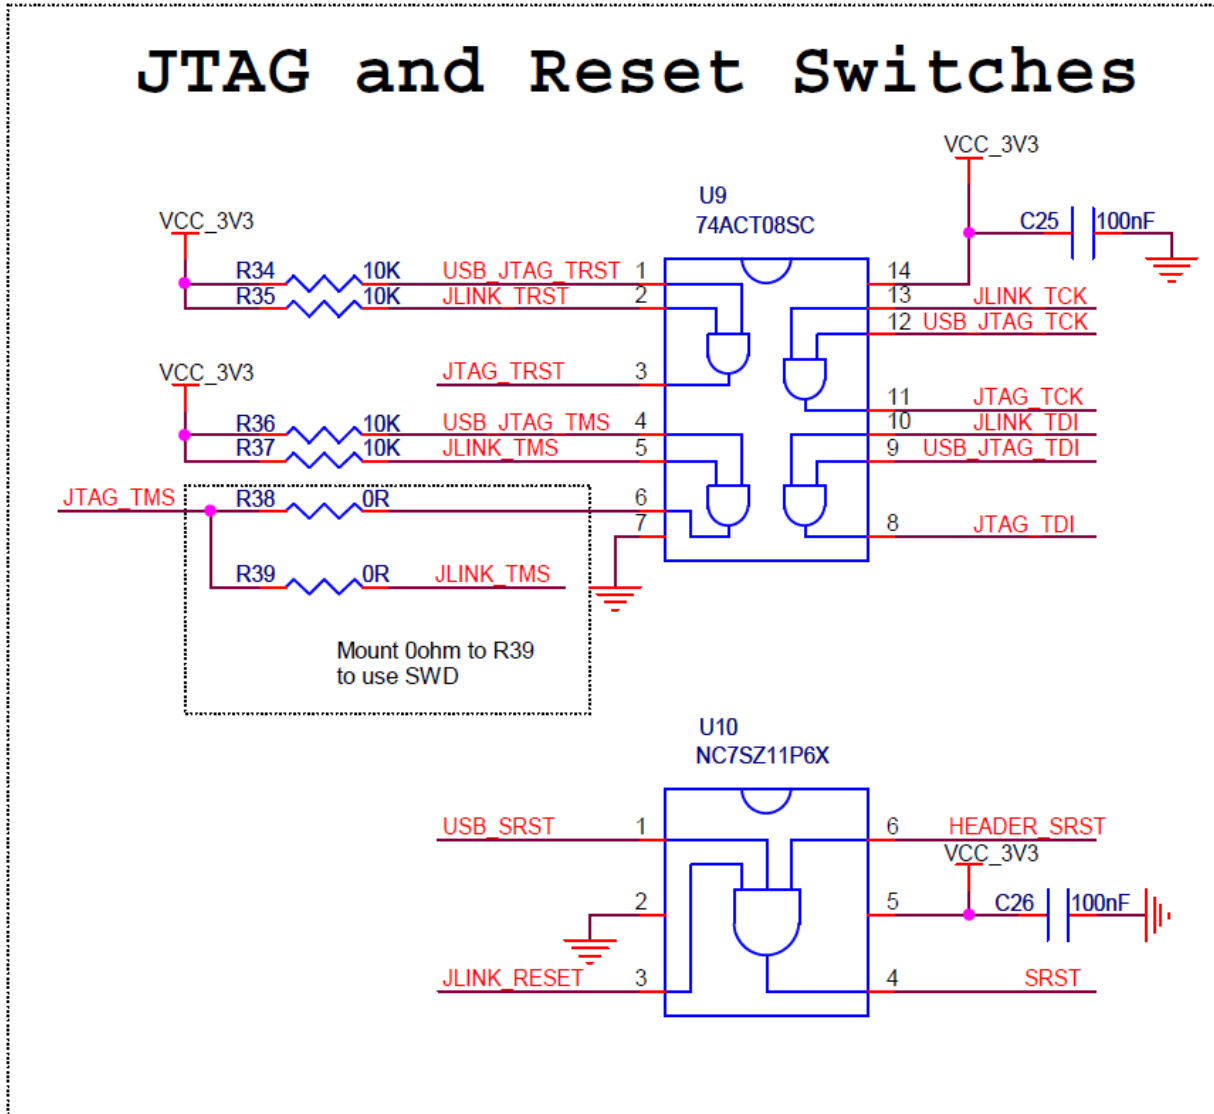 JTAG and Reset Switches
VCC_3V3
U9
74ACT08SC
C25 100nF
VCC_3V3
R34 10K USB_JTAG_TRST 1
R35 10K JLINK_TRST 2
14
13 JLINK_TCK
12 USB_JTAG_TCK
VCC_3V3
JTAG_TRST 3
11 JTAG_TCK
R36 10K USB_JTAG_TMS 4
10 JLINK_TDI
R37 10K JLINK_TMS 5
9 USB_JTAG_TDI
JTAG_TMS R38 0R 6
7
8 JTAG_TDI
R39 0R JLINK_TMS
Mount 0ohm to R39
to use SWD
U10
NC7SZ11P6X
USB_SRST 1
6 HEADER_SRST
VCC_3V3
2
5 C26 100nF
JLINK_RESET 3
4 SRST